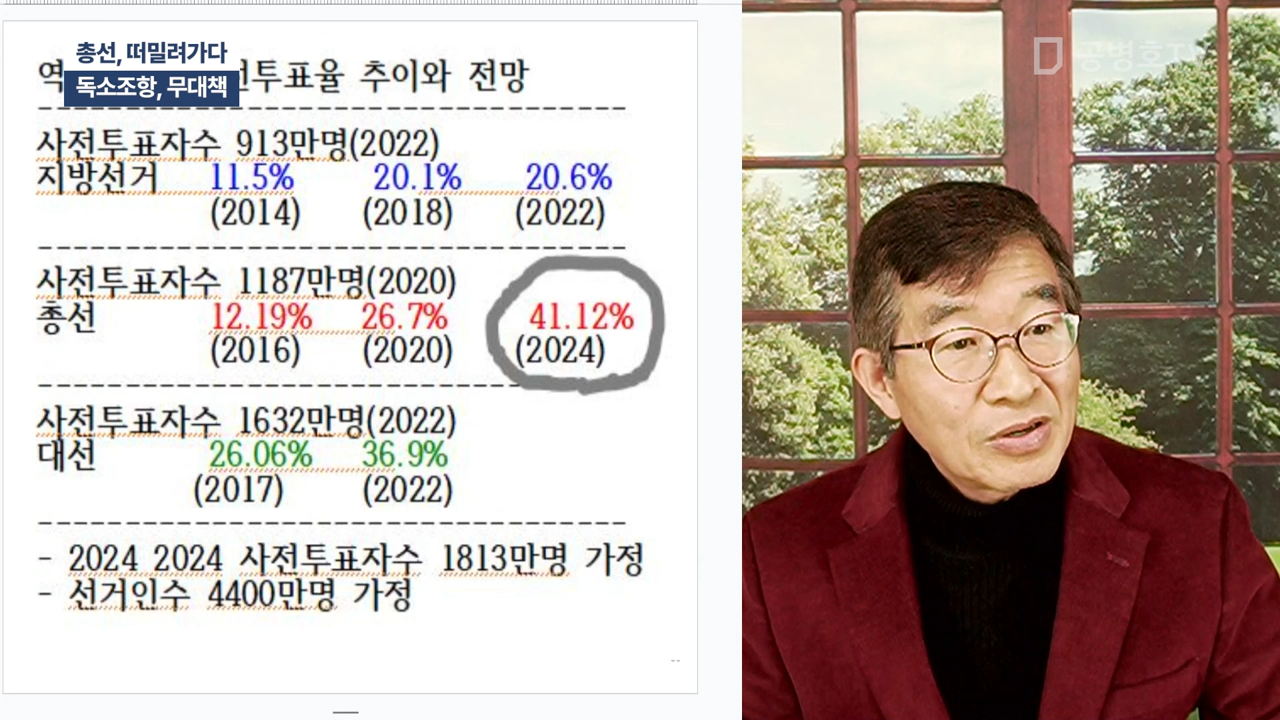 총선, 떠밀려가다
독소조항, 무대책
역 선투표율 추이와 전망
사전투표자수 913만명(2022)
지방선거 11.5% 20.1% 20.6%
(2014) (2018) (2022)
사전투표자수 1187만명(2020)
총선 12.19% 26.7% 41.12%
(2016) (2020) (2024)
사전투표자수 1632만명(2022)
대선 26.06% 36.9%
(2017) (2022)
- 2024 2024 사전투표자수 1813만명 가정
- 선거인수 4400만명 가정
공병호TV